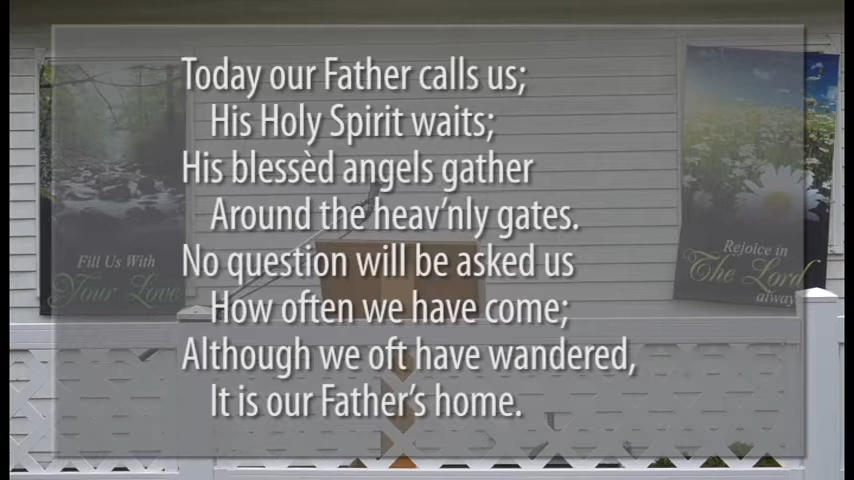 Today our Father calls us;
His Holy Spirit waits;
His blessèd angels gather
Around the heav'nly gates.
No question will be asked us
How often we have come;
Although we oft have wandered,
It is our Father's home.
Fill Us With
Your Love
Rejoice in
The Lord
alway